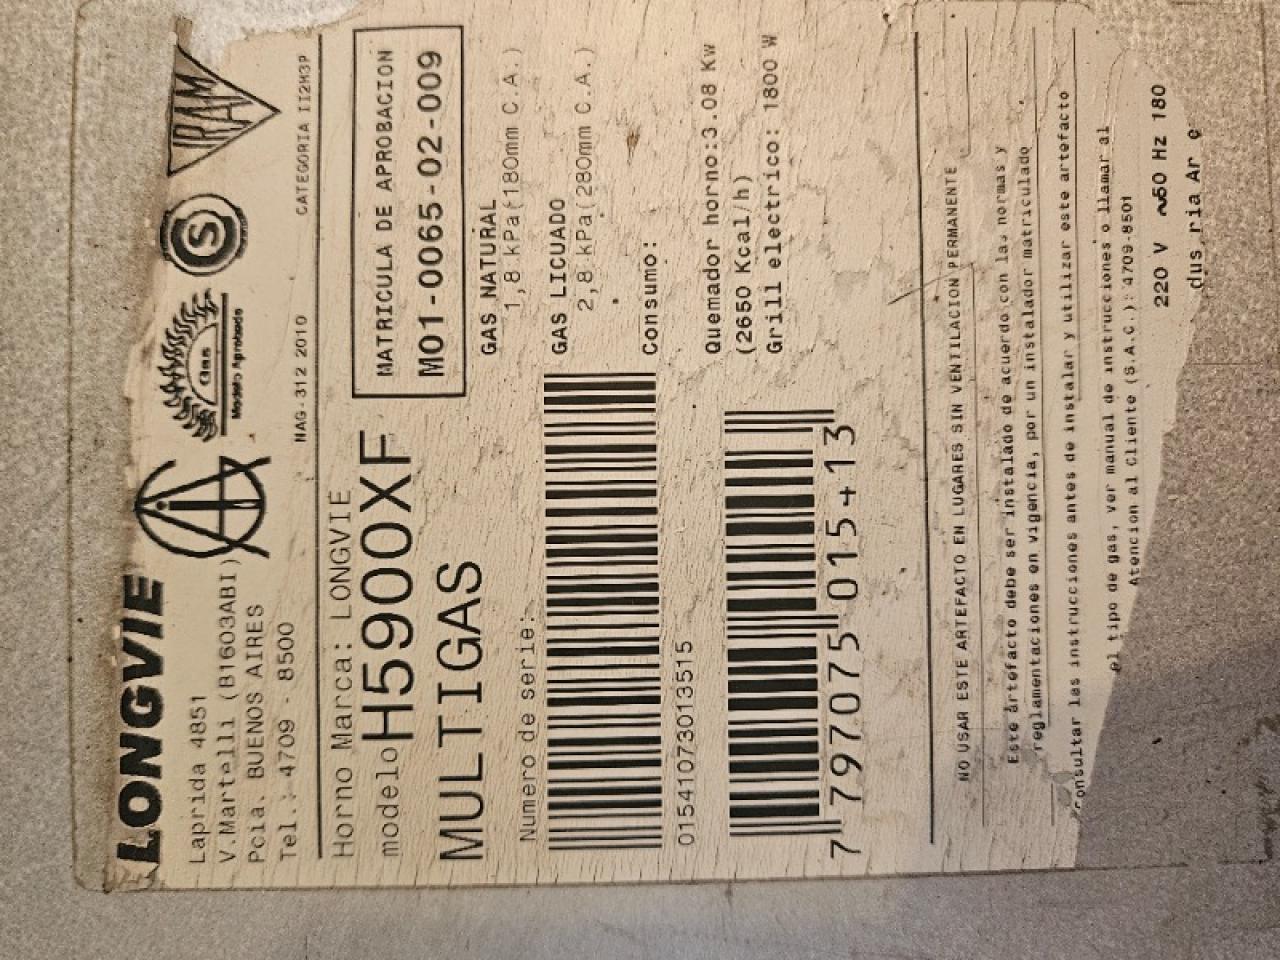 LONGVIE
Laprida 4851
V.Martelli (B1603ABI)
Pcia. BUENOS AIRES
Tel.: 4709 - 8500
IRAM
S
Gas
Modelo Aprobado
NAG-312 2010
CATEGORIA II2H3P
Horno Marca: LONGVIE
modelo H5900XF
MULTIGAS
MATRICULA DE APROBACION
M01-0065-02-009
Numero de serie:
01541073013515
7 797075 015413
GAS NATURAL
1,8 kPa(180mm C.A.)
GAS LICUADO
2,8 kPa(280mm C.A.)
Consumo:
Quemador horno:3.08 Kw
(2650 Kcal/h)
Grill electrico: 1800 W
NO USAR ESTE ARTEFACTO EN LUGARES SIN VENTILACION PERMANENTE
Este artefacto debe ser instalado de acuerdo con las normas y
reglamentaciones en vigencia, por un instalador matriculado
Consultar las instrucciones antes de instalar y utilizar este artefacto
el tipo de gas, ver manual de instrucciones o llamar al
Atencion al Cliente (S.A.C.): 4709-8501
220 V ~60 Hz 180
dus ria Ar e